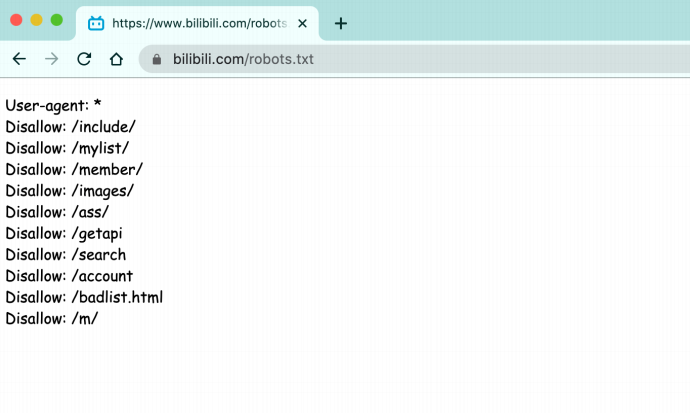 https://www.bilibili.com/robots
bilibili.com/robots.txt
User-agent: *
Disallow: /include/
Disallow: /mylist/
Disallow: /member/
Disallow: /images/
Disallow: /ass/
Disallow: /getapi
Disallow: /search
Disallow: /account
Disallow: /badlist.html
Disallow: /m/